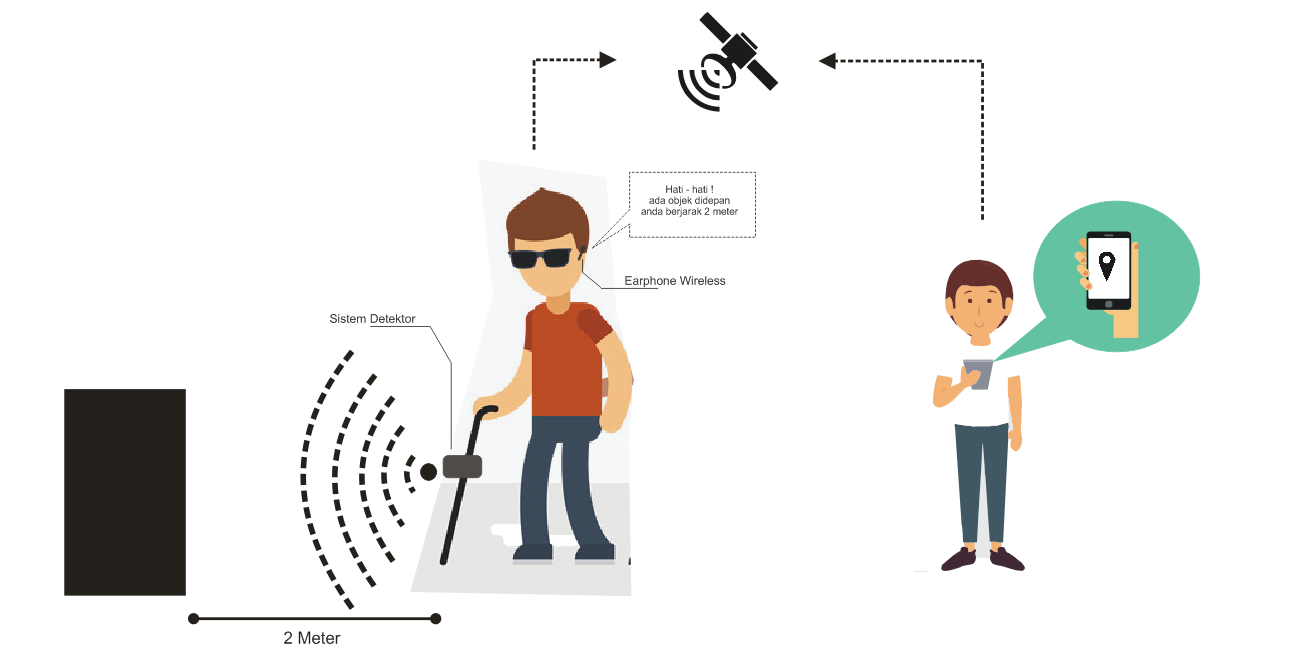 Hati - hati !
ada objek didepan
anda berjarak 2 meter
Earphone Wireless
Sistem Detektor
2 Meter